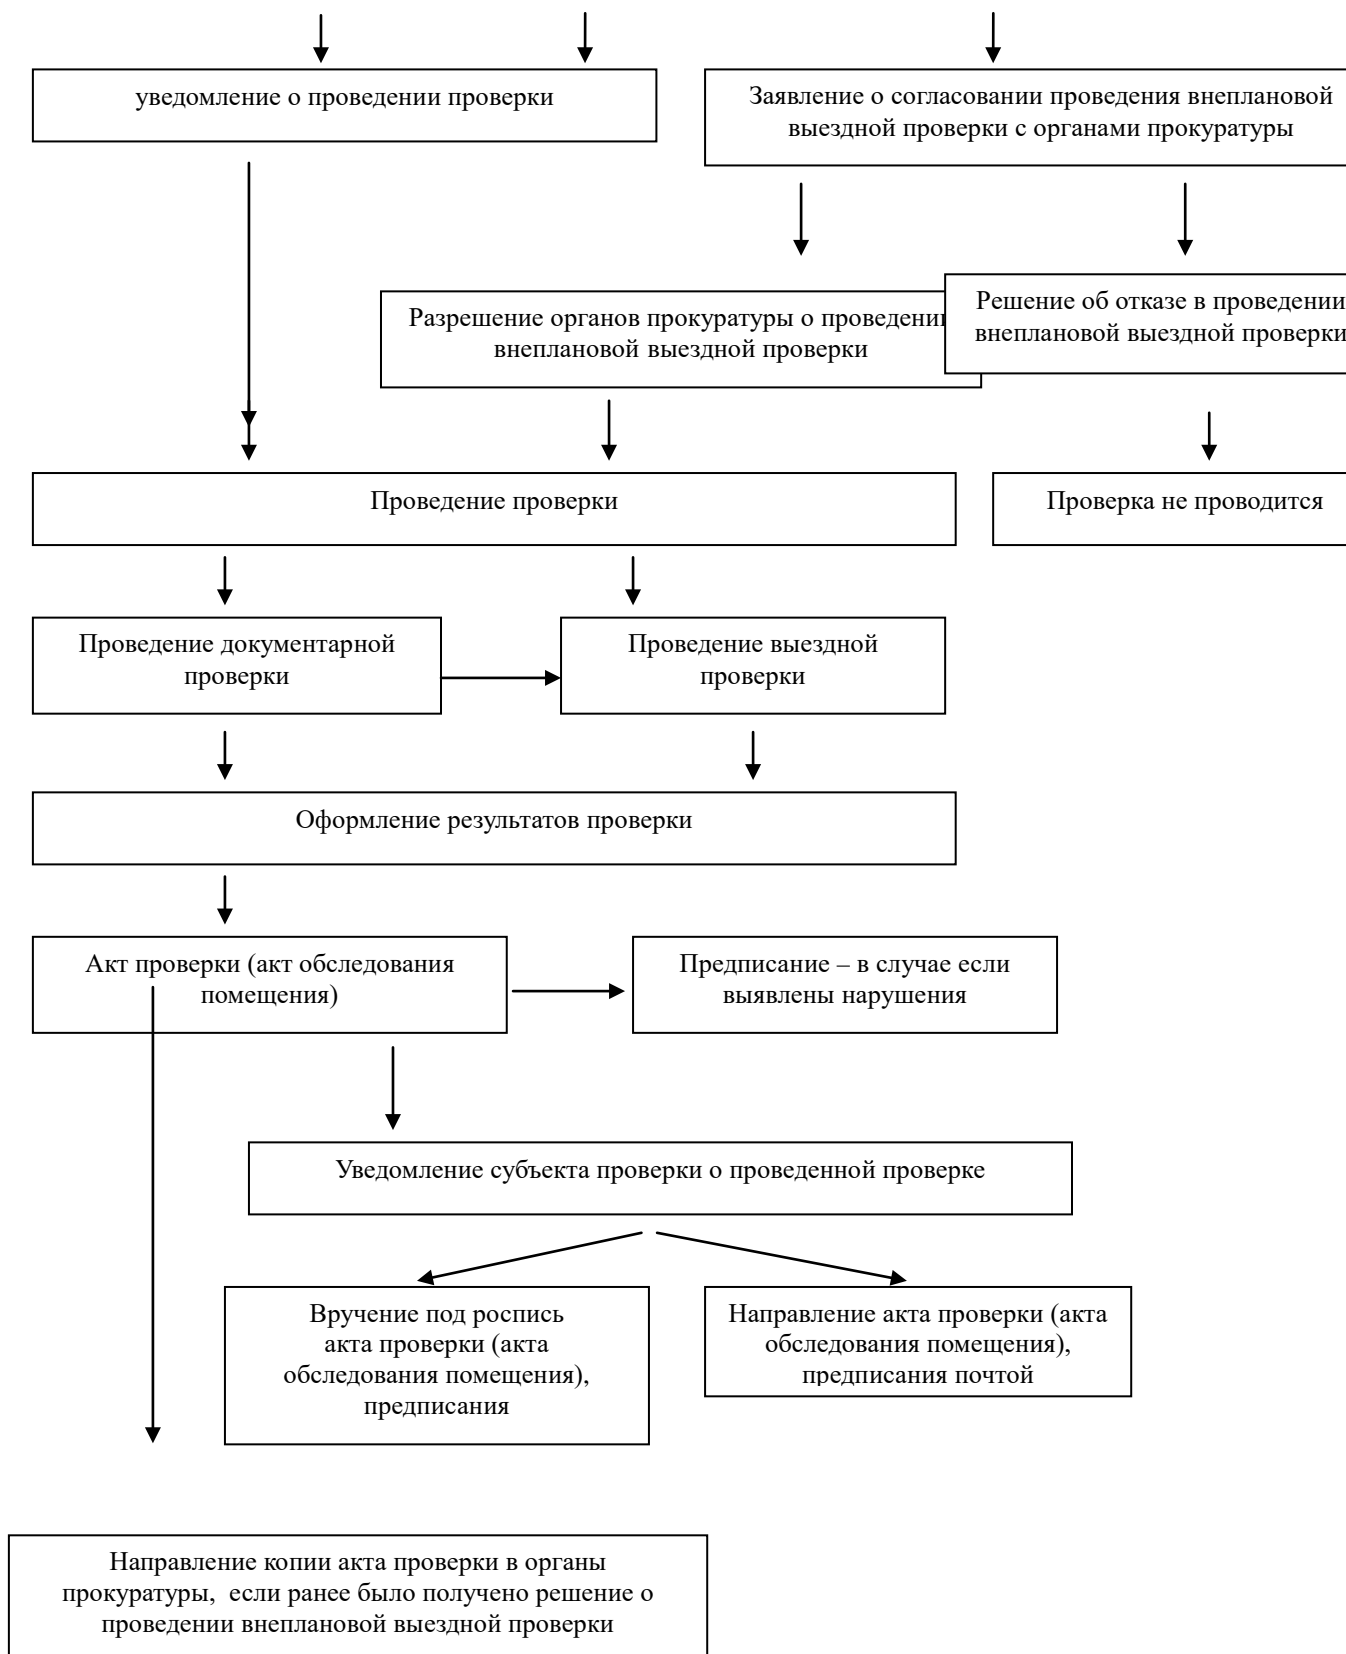 уведомление о проведении проверки
Заявление о согласовании проведения внеплановой
выездной проверки с органами прокуратуры
Разрешение органов прокуратуры о проведени
внеплановой выездной проверки
Решение об отказе в проведении
внеплановой выездной проверки
Проведение проверки
Проверка не проводится
Проведение документарной
проверки
Проведение выездной
проверки
Оформление результатов проверки
Акт проверки (акт обследования
помещения)
Предписание – в случае если
выявлены нарушения
Уведомление субъекта проверки о проведенной проверке
Вручение под роспись
акта проверки (акта
обследования помещения),
предписания
Направление акта проверки (акта
обследования помещения),
предписания почтой
Направление копии акта проверки в органы
прокуратуры,  если ранее было получено решение о
проведении внеплановой выездной проверки